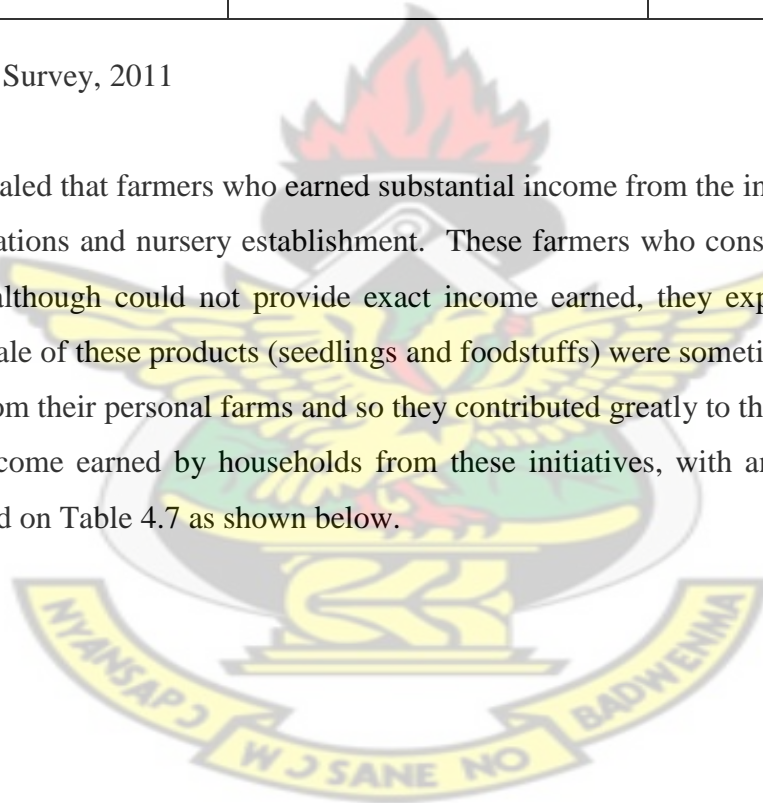 Survey, 2011
aled that farmers who earned substantial income from the in
ations and nursery establishment. These farmers who cons
although could not provide exact income earned, they exp
ale of these products (seedlings and foodstuffs) were someti
om their personal farms and so they contributed greatly to th
come earned by households from these initiatives, with an
d on Table 4.7 as shown below.
NYANSAPƆ
WƆSANE NO
BADWENMA